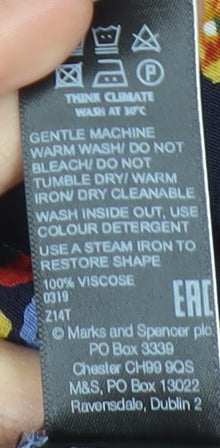 THINK CLIMATE
WASH AT 30°C
GENTLE MACHINE
WARM WASH/ DO NOT
BLEACH/ DO NOT
TUMBLE DRY/ WARM
IRON/ DRY CLEANABLE
WASH INSIDE OUT, USE
COLOUR DETERGENT
USE A STEAM IRON TO
RESTORE SHAPE
100% VISCOSE
0319
Z14T
EAC
© Marks and Spencer plc
PO Box 3339
Chester CH99 9QS
M&S, PO Box 13022
Ravensdale, Dublin 2